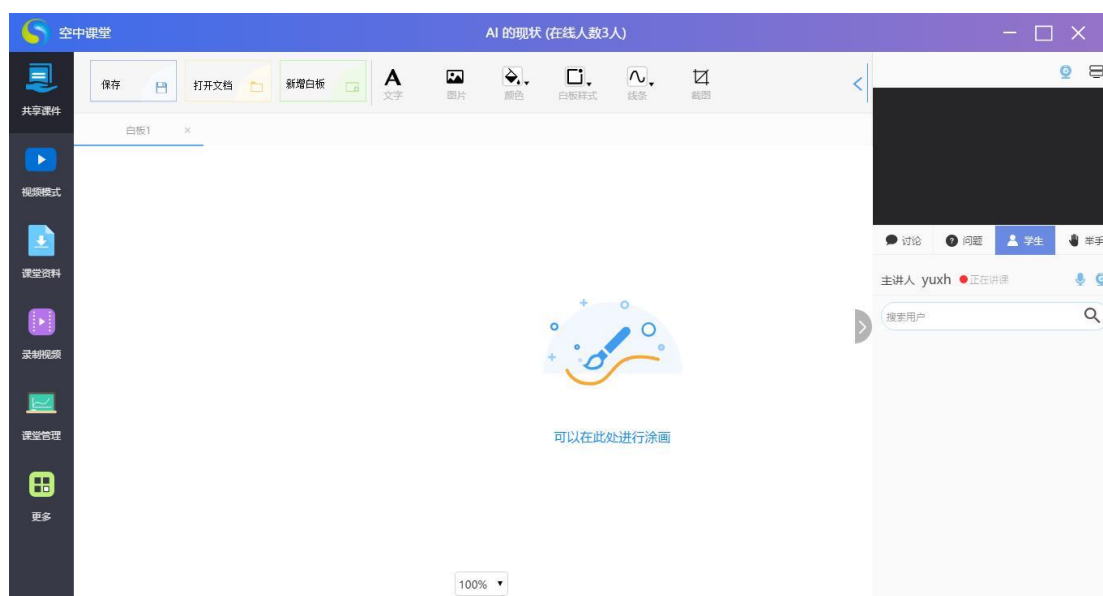 空中课堂
AI 的现状 (在线人数3人)
共享课件
视频模式
课堂资料
录制视频
课堂管理
更多
保存
打开文档
新增白板
A
文字
图片
颜色
白板样式
线条
截图
白板1 ×
可以在此处进行涂画
100%
讨论 问题 学生 举手
主讲人 yuxh 正在讲课
搜索用户